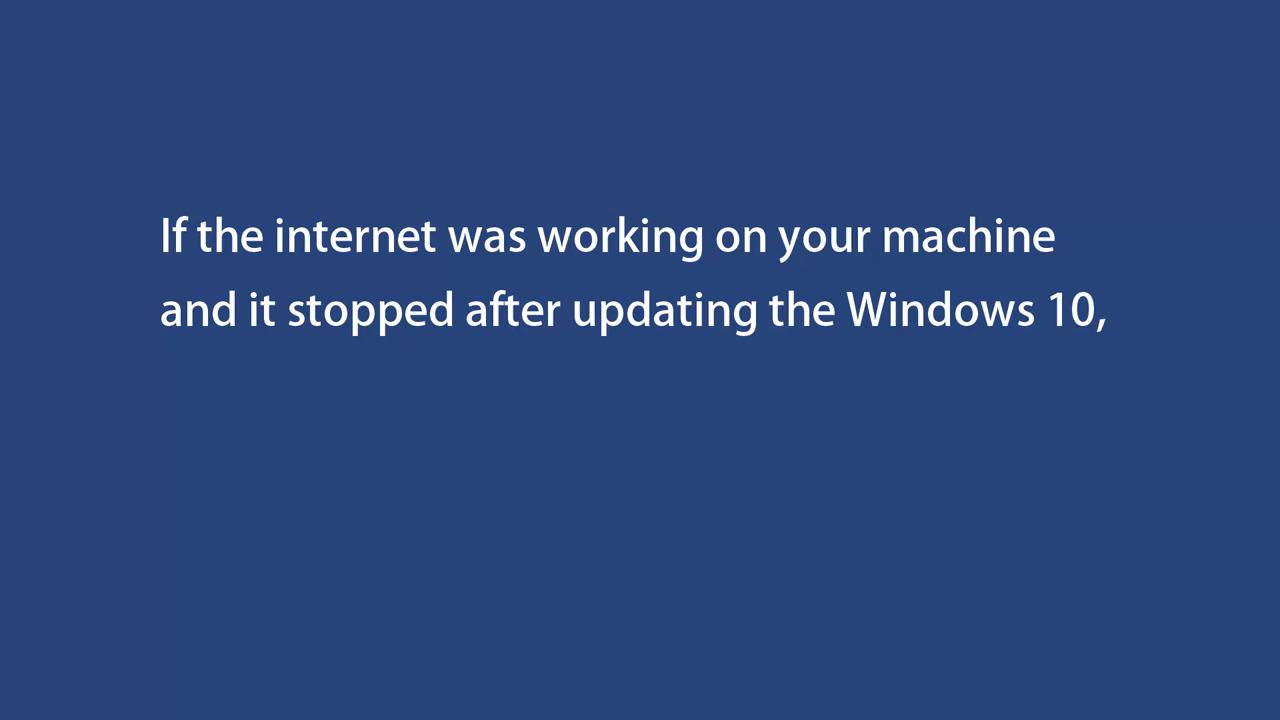 If the internet was working on your machine
and it stopped after updating the Windows 10,